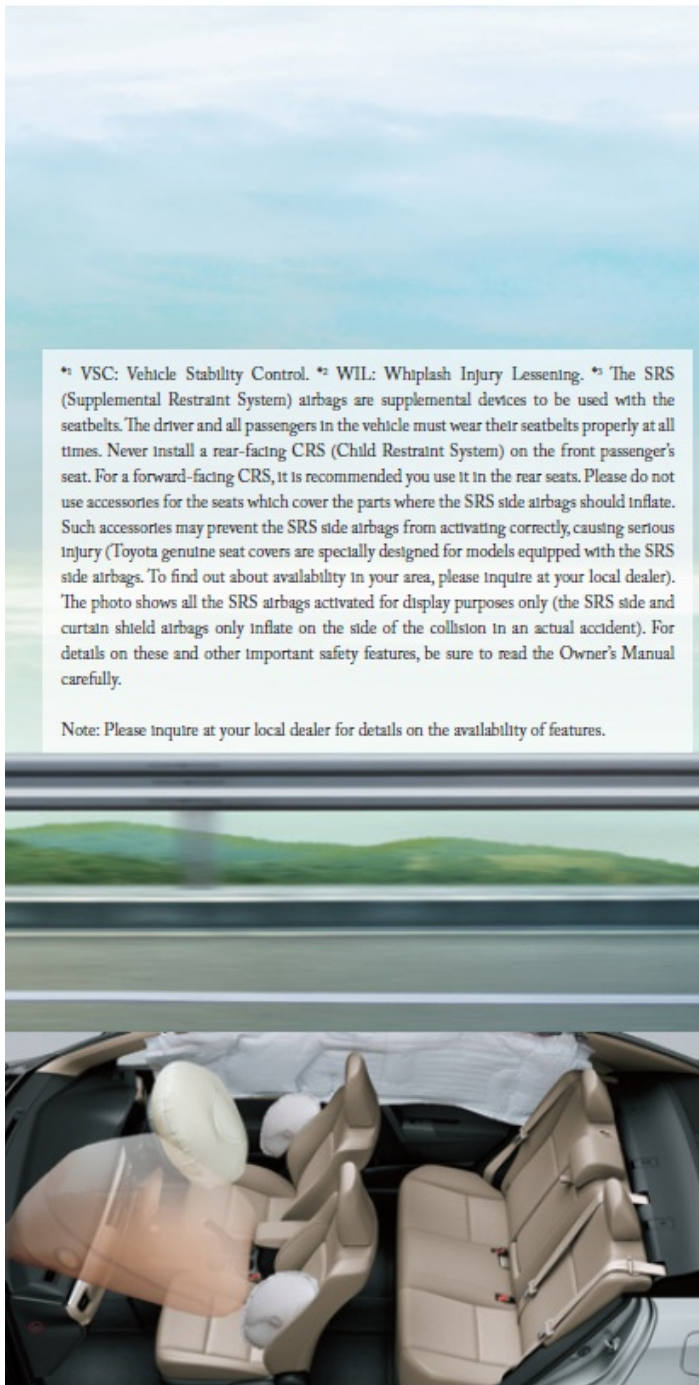 *1 VSC: Vehicle Stability Control. *2 WIL: Whiplash Injury Lessening. *3 The SRS
(Supplemental Restraint System) airbags are supplemental devices to be used with the
seatbelts. The driver and all passengers in the vehicle must wear their seatbelts properly at all
times. Never install a rear-facing CRS (Child Restraint System) on the front passenger's
seat. For a forward-facing CRS, it is recommended you use it in the rear seats. Please do not
use accessories for the seats which cover the parts where the SRS side airbags should inflate.
Such accessories may prevent the SRS side airbags from activating correctly, causing serious
injury (Toyota genuine seat covers are specially designed for models equipped with the SRS
side airbags. To find out about availability in your area, please inquire at your local dealer).
The photo shows all the SRS airbags activated for display purposes only (the SRS side and
curtain shield airbags only inflate on the side of the collision in an actual accident). For
details on these and other important safety features, be sure to read the Owner's Manual
carefully.
Note: Please inquire at your local dealer for details on the availability of features.